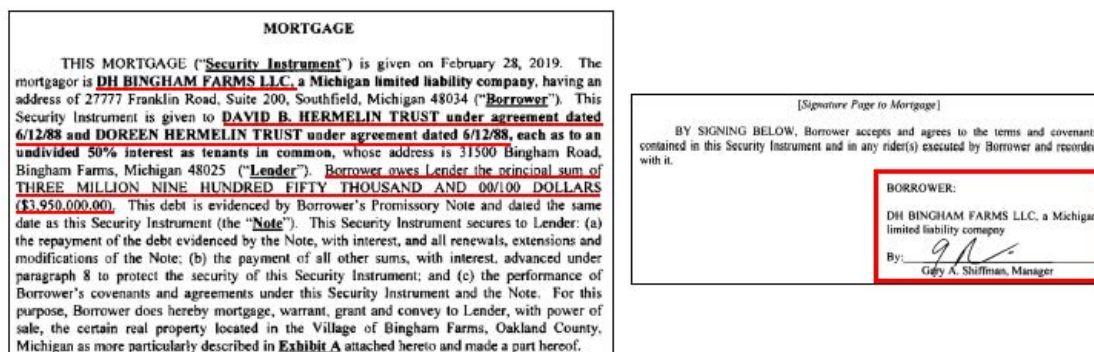 MORTGAGE
THIS MORTGAGE ("Security Instrument") is given on February 28, 2019. The
mortgagor is DH BINGHAM FARMS LLC, a Michigan limited liability company, having an
address of 27777 Franklin Road, Suite 200, Southfield, Michigan 48034 ("Borrower"). This
Security Instrument is given to DAVID B. HERMELIN TRUST under agreement dated
6/12/88 and DOREEN HERMELIN TRUST under agreement dated 6/12/88, each as to an
undivided 50% interest as tenants in common, whose address is 31500 Bingham Road,
Bingham Farms, Michigan 48025 ("Lender"). Borrower owes Lender the principal sum of
THREE MILLION NINE HUNDRED FIFTY THOUSAND AND 00/100 DOLLARS
($3,950,000.00). This debt is evidenced by Borrower's Promissory Note and dated the same
date as this Security Instrument (the "Note"). This Security Instrument secures to Lender: (a)
the repayment of the debt evidenced by the Note, with interest, and all renewals, extensions and
modifications of the Note; (b) the payment of all other sums, with interest, advanced under
paragraph 8 to protect the security of this Security Instrument; and (c) the performance of
Borrower's covenants and agreements under this Security Instrument and the Note. For this
purpose, Borrower does hereby mortgage, warrant, grant and convey to Lender, with power of
sale, the certain real property located in the Village of Bingham Farms, Oakland County,
Michigan as more particularly described in Exhibit A attached hereto and made a part hereof.
[Signature Page to Mortgage]
BY SIGNING BELOW, Borrower accepts and agrees to the terms and covenants
contained in this Security Instrument and in any rider(s) executed by Borrower and recorded
with it.
BORROWER:
DH BINGHAM FARMS LLC, a Michigan
limited liability comepny
By:
Gary A. Shiffman, Manager